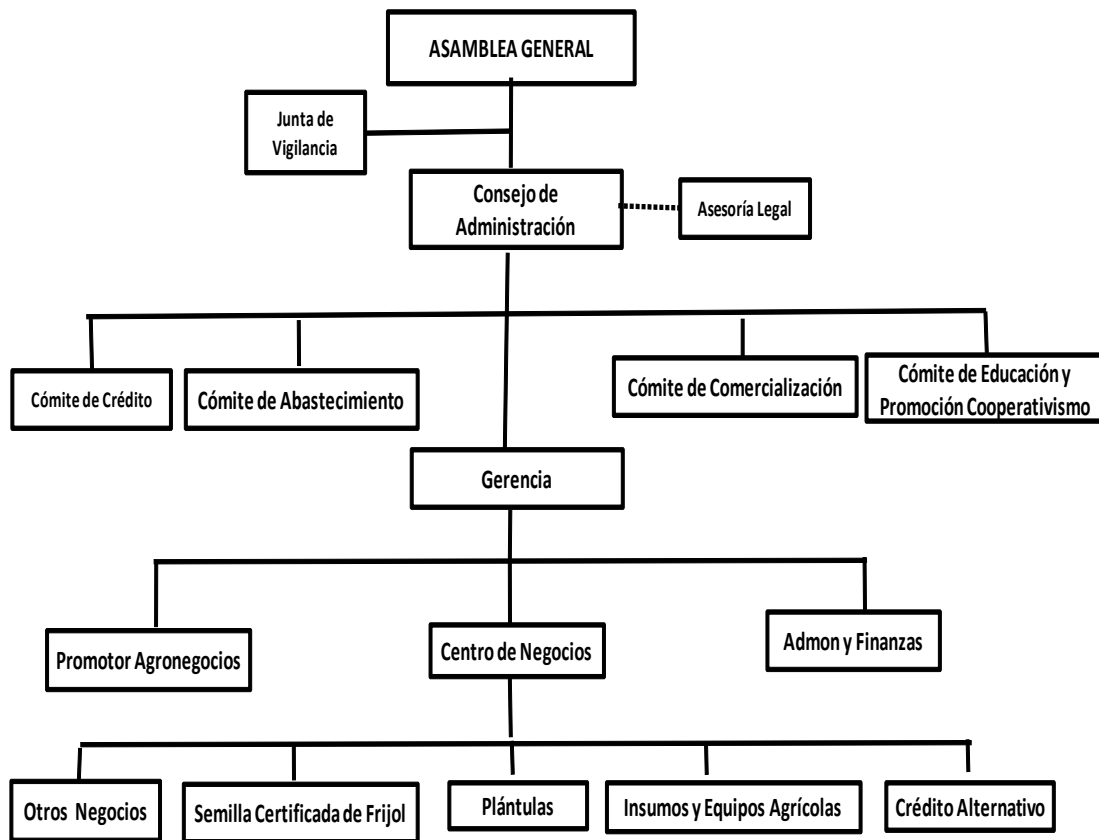 ASAMBLEA GENERAL
Junta de
Vigilancia
Consejo de
Administración
Asesoría Legal
Cómite de Crédito
Cómite de Abastecimiento
Cómite de Comercialización
Cómite de Educación y
Promoción Cooperativismo
Gerencia
Promotor Agronegocios
Centro de Negocios
Admon y Finanzas
Otros Negocios
Semilla Certificada de Frijol
Plántulas
Insumos y Equipos Agrícolas
Crédito Alternativo